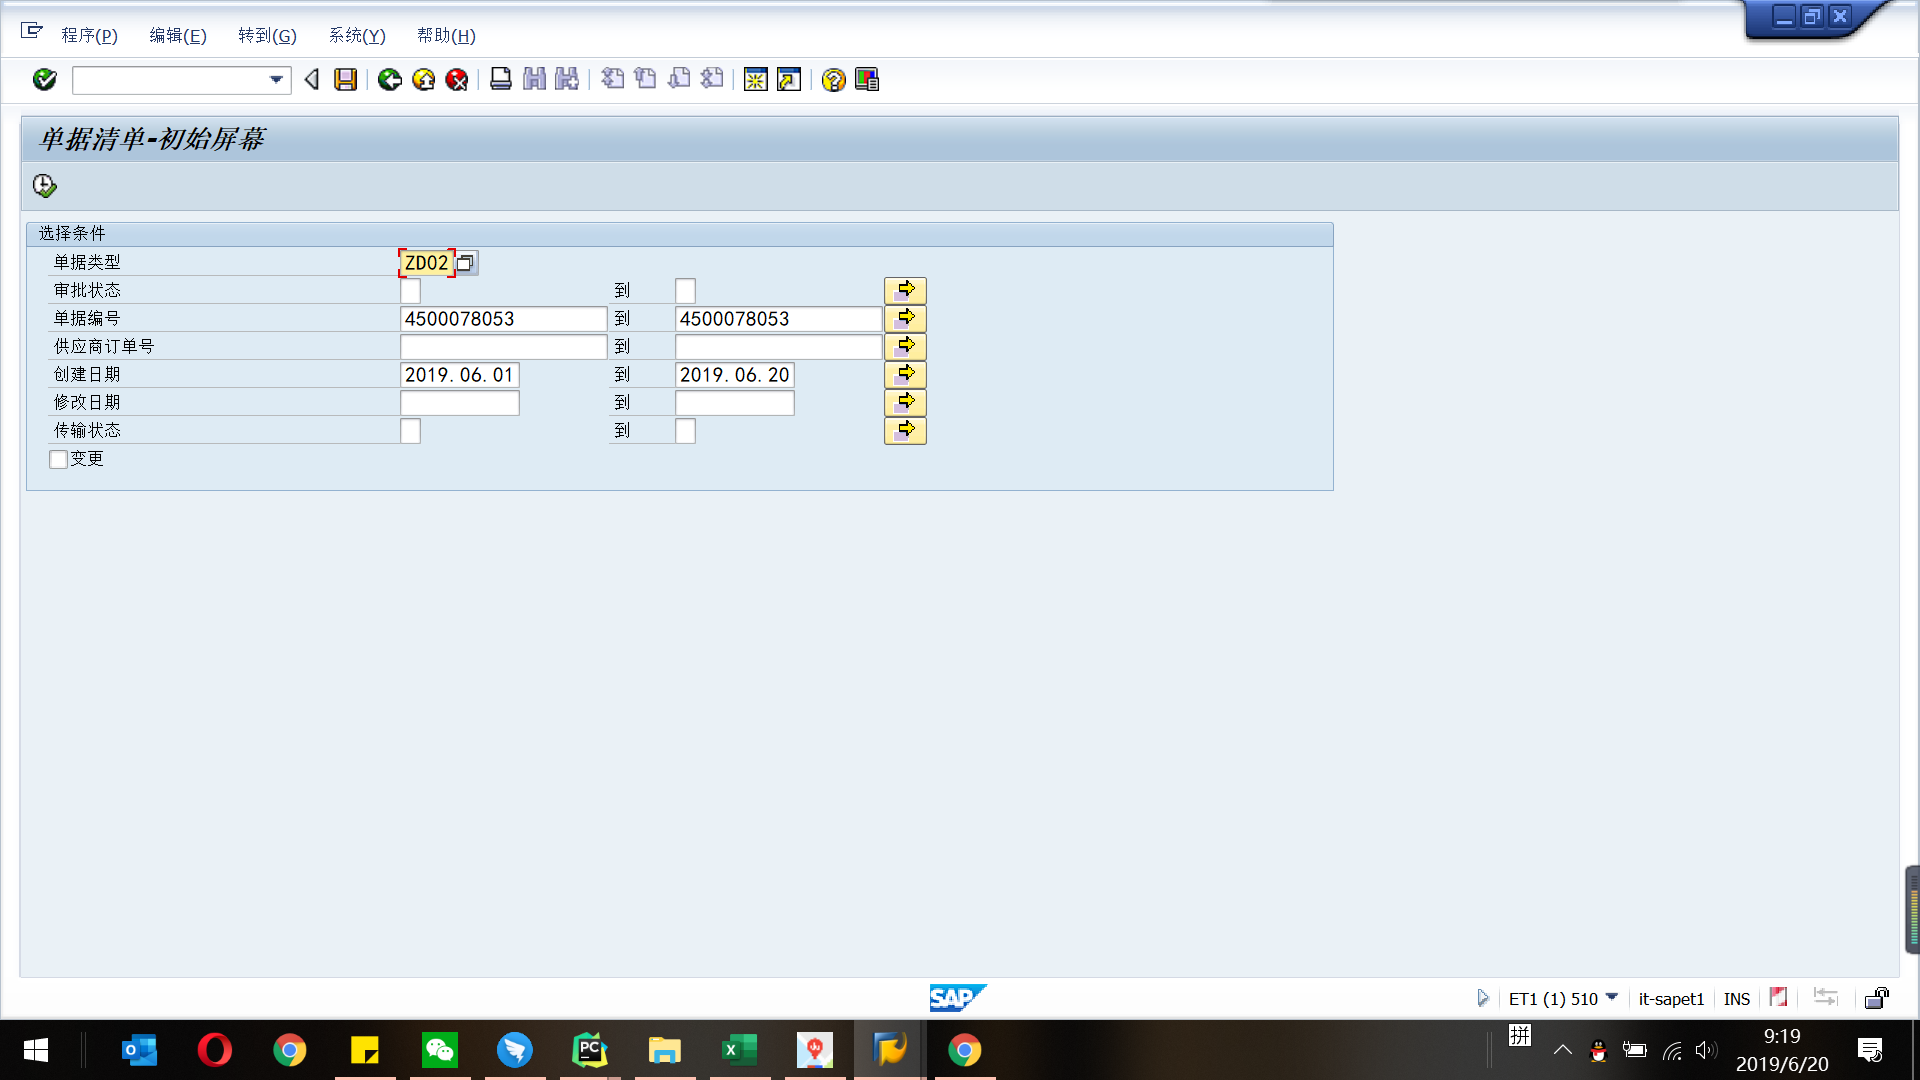 程序(P) 编辑(E) 转到(G) 系统(Y) 帮助(H)
单据清单-初始屏幕
选择条件
单据类型 ZD02
审批状态 到
单据编号 4500078053 到 4500078053
供应商订单号 到
创建日期 2019.06.01 到 2019.06.20
修改日期 到
传输状态 到
变更
SAP ET1 (1) 510 it-sapet1 INS
拼 9:19
2019/6/20